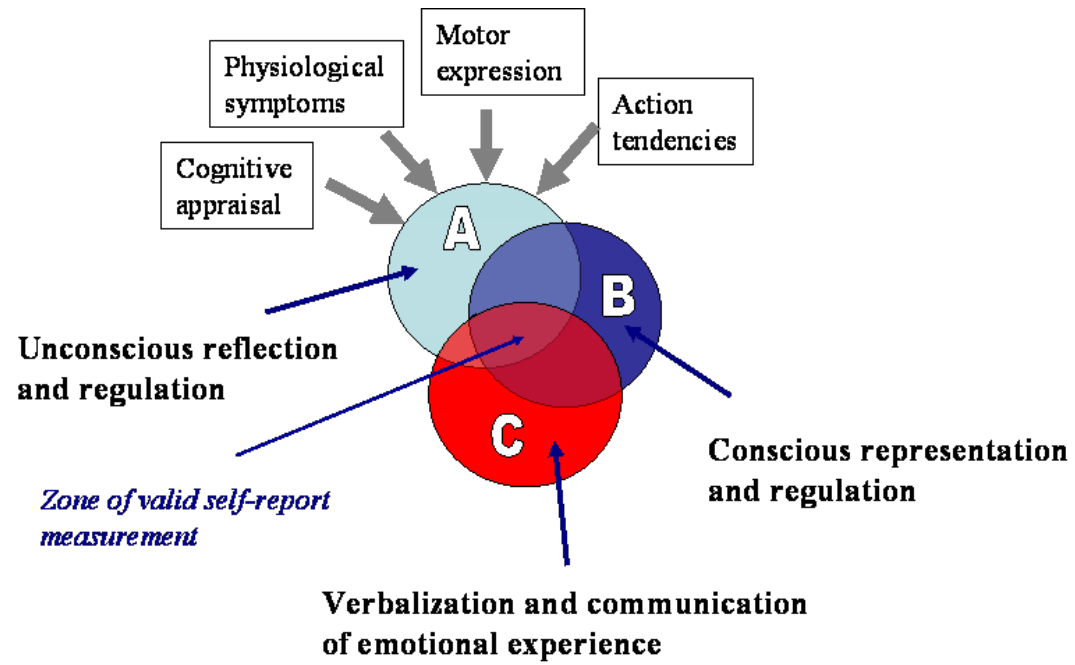 Motor
expression
Physiological
symptoms
Action
tendencies
Cognitive
appraisal
A
B
C
Unconscious reflection
and regulation
Zone of valid self-report
measurement
Conscious representation
and regulation
Verbalization and communication
of emotional experience